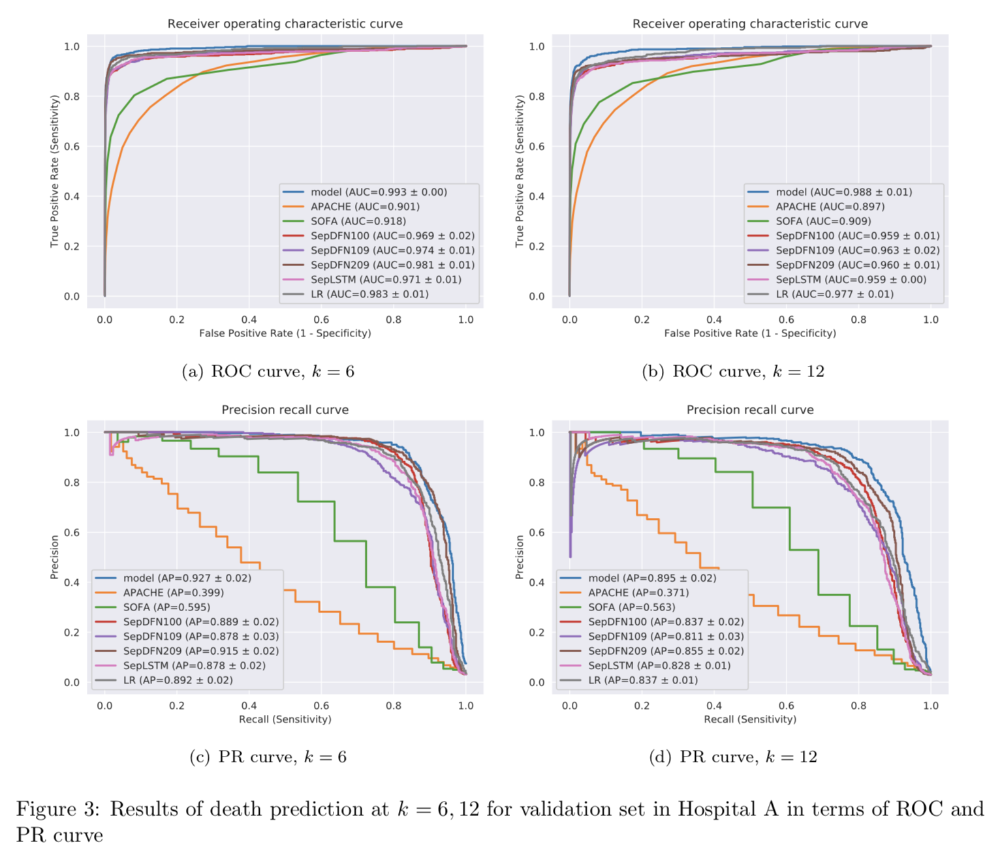 Receiver operating characteristic curve
1.0
0.8
0.6
0.4
0.2
0.0
True Positive Rate (Sensitivity)
model (AUC=0.993 ± 0.00)
APACHE (AUC=0.901)
SOFA (AUC=0.918)
SepDFN100 (AUC=0.969 ± 0.02)
SepDFN109 (AUC=0.974 ± 0.01)
SepDFN209 (AUC=0.981 ± 0.01)
SepLSTM (AUC=0.971 ± 0.01)
LR (AUC=0.983 ± 0.01)
0.0 0.2 0.4 0.6 0.8 1.0
False Positive Rate (1 - Specificity)
(a) ROC curve, k = 6
Receiver operating characteristic curve
1.0
0.8
0.6
0.4
0.2
0.0
True Positive Rate (Sensitivity)
model (AUC=0.988 ± 0.01)
APACHE (AUC=0.897)
SOFA (AUC=0.909)
SepDFN100 (AUC=0.959 ± 0.01)
SepDFN109 (AUC=0.963 ± 0.02)
SepDFN209 (AUC=0.960 ± 0.01)
SepLSTM (AUC=0.959 ± 0.00)
LR (AUC=0.977 ± 0.01)
0.0 0.2 0.4 0.6 0.8 1.0
False Positive Rate (1 - Specificity)
(b) ROC curve, k = 12
Precision recall curve
1.0
0.8
0.6
0.4
0.2
0.0
Precision
model (AP=0.927 ± 0.02)
APACHE (AP=0.399)
SOFA (AP=0.595)
SepDFN100 (AP=0.889 ± 0.02)
SepDFN109 (AP=0.878 ± 0.03)
SepDFN209 (AP=0.915 ± 0.02)
SepLSTM (AP=0.878 ± 0.02)
LR (AP=0.892 ± 0.02)
0.0 0.2 0.4 0.6 0.8 1.0
Recall (Sensitivity)
(c) PR curve, k = 6
Precision recall curve
1.0
0.8
0.6
0.4
0.2
0.0
Precision
model (AP=0.895 ± 0.02)
APACHE (AP=0.371)
SOFA (AP=0.563)
SepDFN100 (AP=0.837 ± 0.02)
SepDFN109 (AP=0.811 ± 0.03)
SepDFN209 (AP=0.855 ± 0.02)
SepLSTM (AP=0.828 ± 0.01)
LR (AP=0.837 ± 0.01)
0.0 0.2 0.4 0.6 0.8 1.0
Recall (Sensitivity)
(d) PR curve, k = 12
Figure 3: Results of death prediction at k = 6, 12 for validation set in Hospital A in terms of ROC and
PR curve